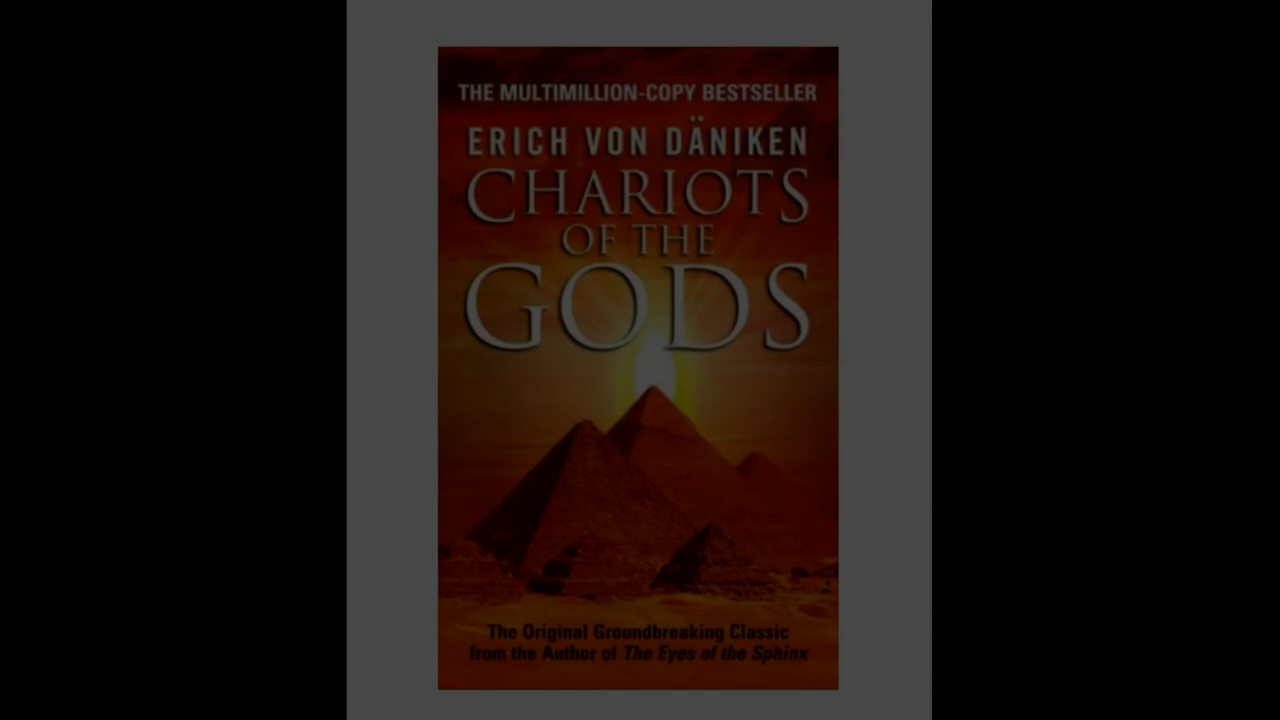 THE MULTIMILLION-COPY BESTSELLER
ERICH VON DÄNIKEN
CHARIOTS
OF THE
GODS
The Original Groundbreaking Classic
from the Author of The Eyes of the Sphinx